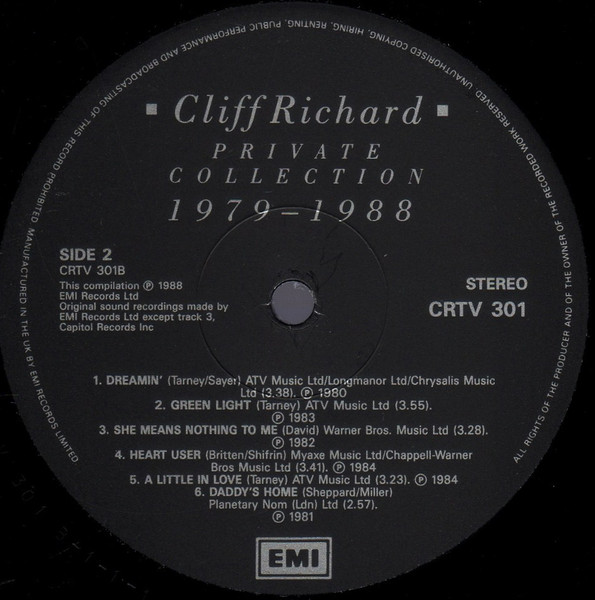 UNAUTHORISED COPYING, HIRING, RENTING, PUBLIC PERFORMANCE AND BROADCASTING OF THIS RECORD PROHIBITED. MANUFACTURED IN THE UK BY EMI RECORDS LIMITED
ALL RIGHTS OF THE PRODUCER AND OF THE OWNER OF THE RECORDED WORK RESERVED
Cliff Richard
PRIVATE
COLLECTION
1979–1988
SIDE 2
CRTV 301B
This compilation ℗ 1988
EMI Records Ltd
Original sound recordings made by
EMI Records Ltd except track 3,
Capitol Records Inc
STEREO
CRTV 301
1. DREAMIN' (Tarney/Sayer) ATV Music Ltd/Longmanor Ltd/Chrysalis Music
Ltd (3.38). ℗ 1980
2. GREEN LIGHT (Tarney) ATV Music Ltd (3.55).
℗ 1983
3. SHE MEANS NOTHING TO ME (David) Warner Bros. Music Ltd (3.28).
℗ 1982
4. HEART USER (Britten/Shifrin) Myaxe Music Ltd/Chappell-Warner
Bros Music Ltd (3.41). ℗ 1984
5. A LITTLE IN LOVE (Tarney) ATV Music Ltd (3.23). ℗ 1984
6. DADDY'S HOME (Sheppard/Miller)
Planetary Nom (Ldn) Ltd (2.57).
℗ 1981
EMI